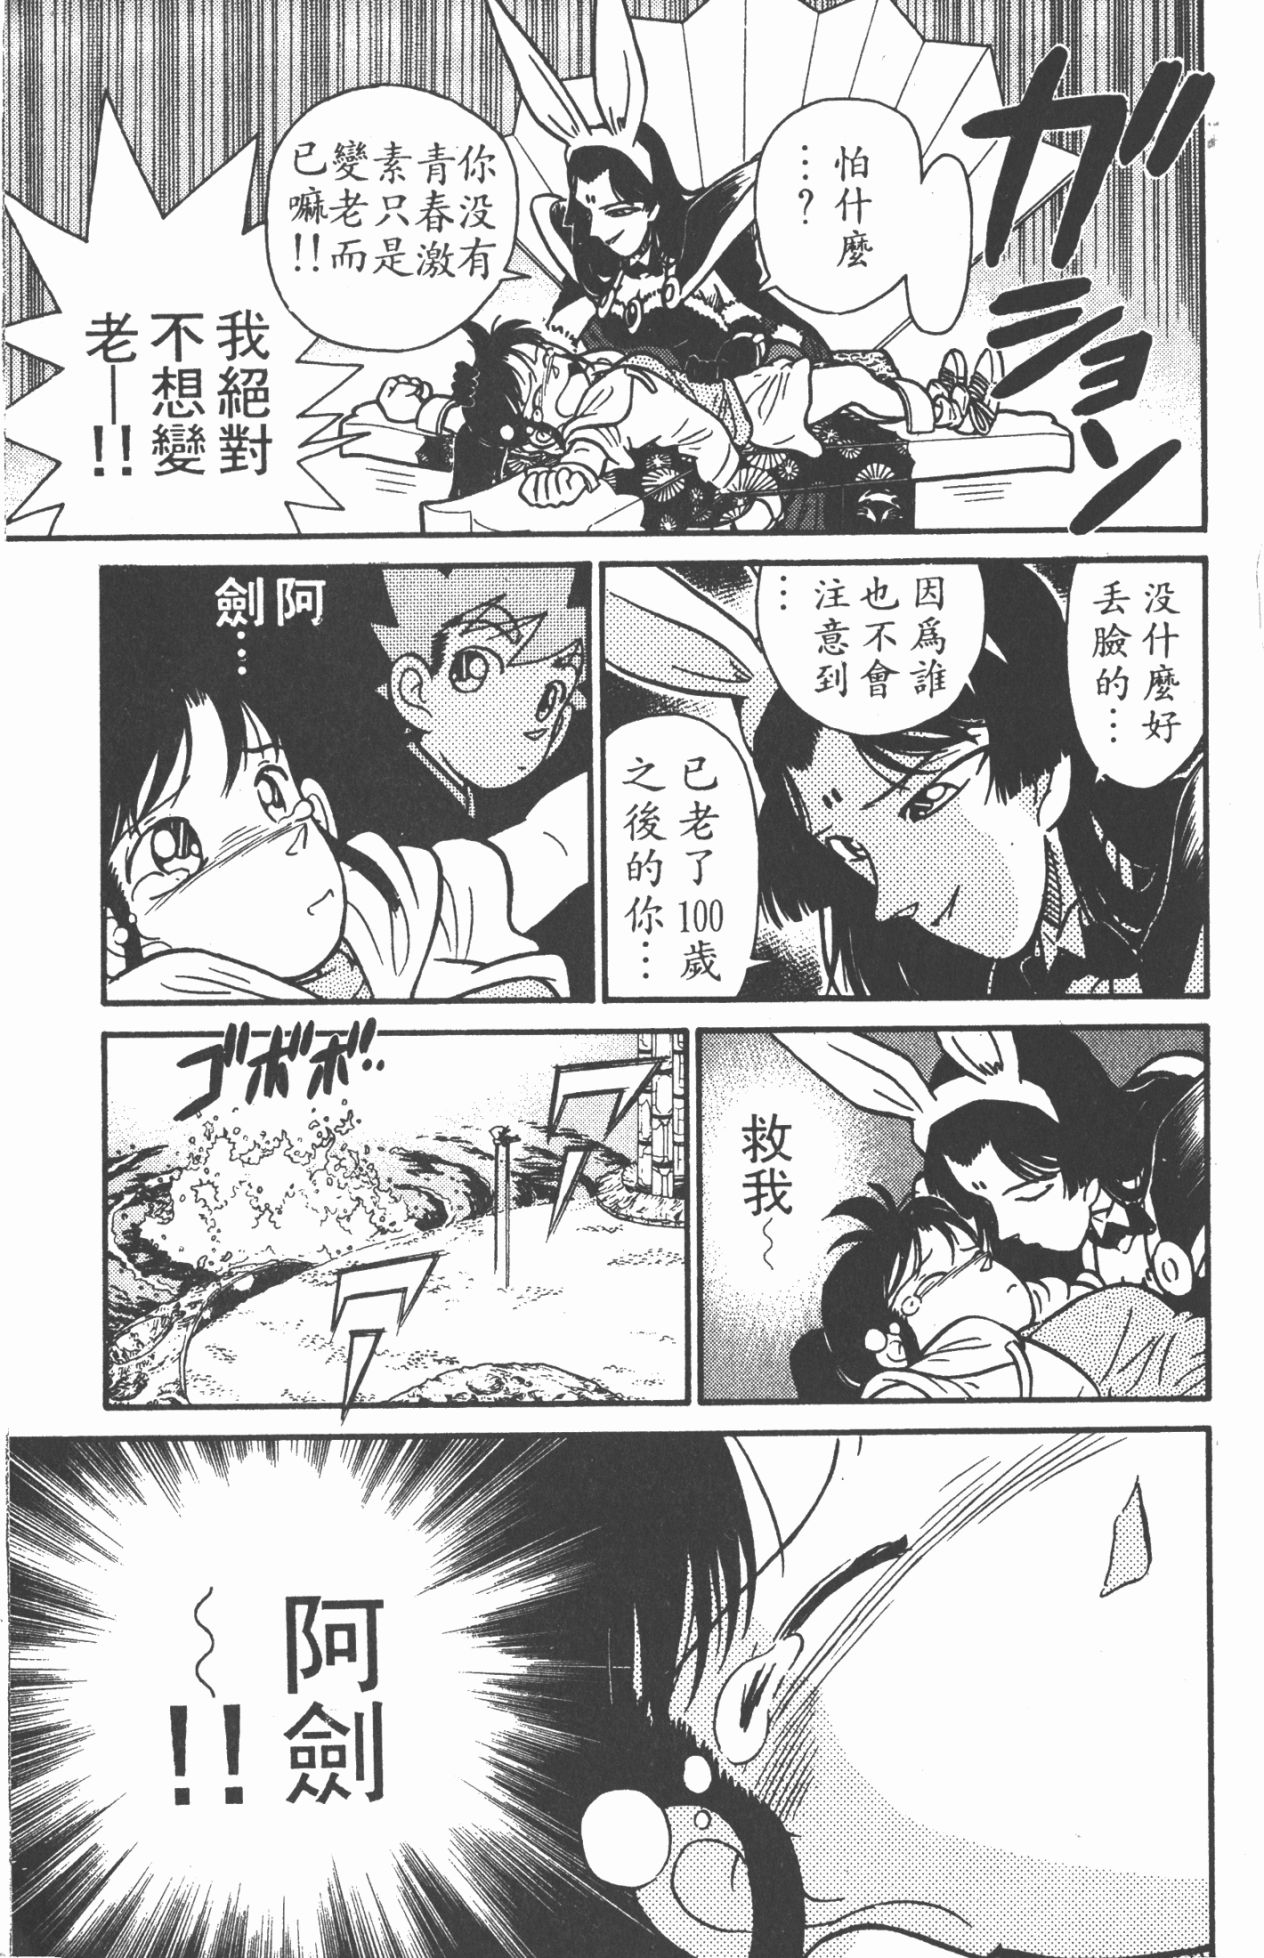 ガション
怕什麼
…？
你没有
青春激
素只是
變老而
已嘛!!
我絕對
不想變
老—!!
没什麼好
丟臉的…
因爲誰
也不會
注意到
…
已老了100歲
之後的你…
阿
劍…
救我～
ゴボボ..
阿劍
～!!